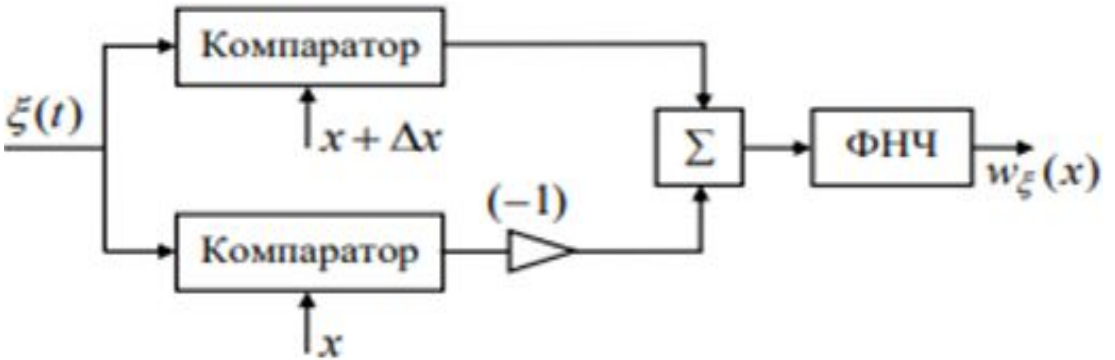 Компаратор
ξ(t)
x + Δx
Σ
ФНЧ
w_ξ(x)
(−1)
Компаратор
x